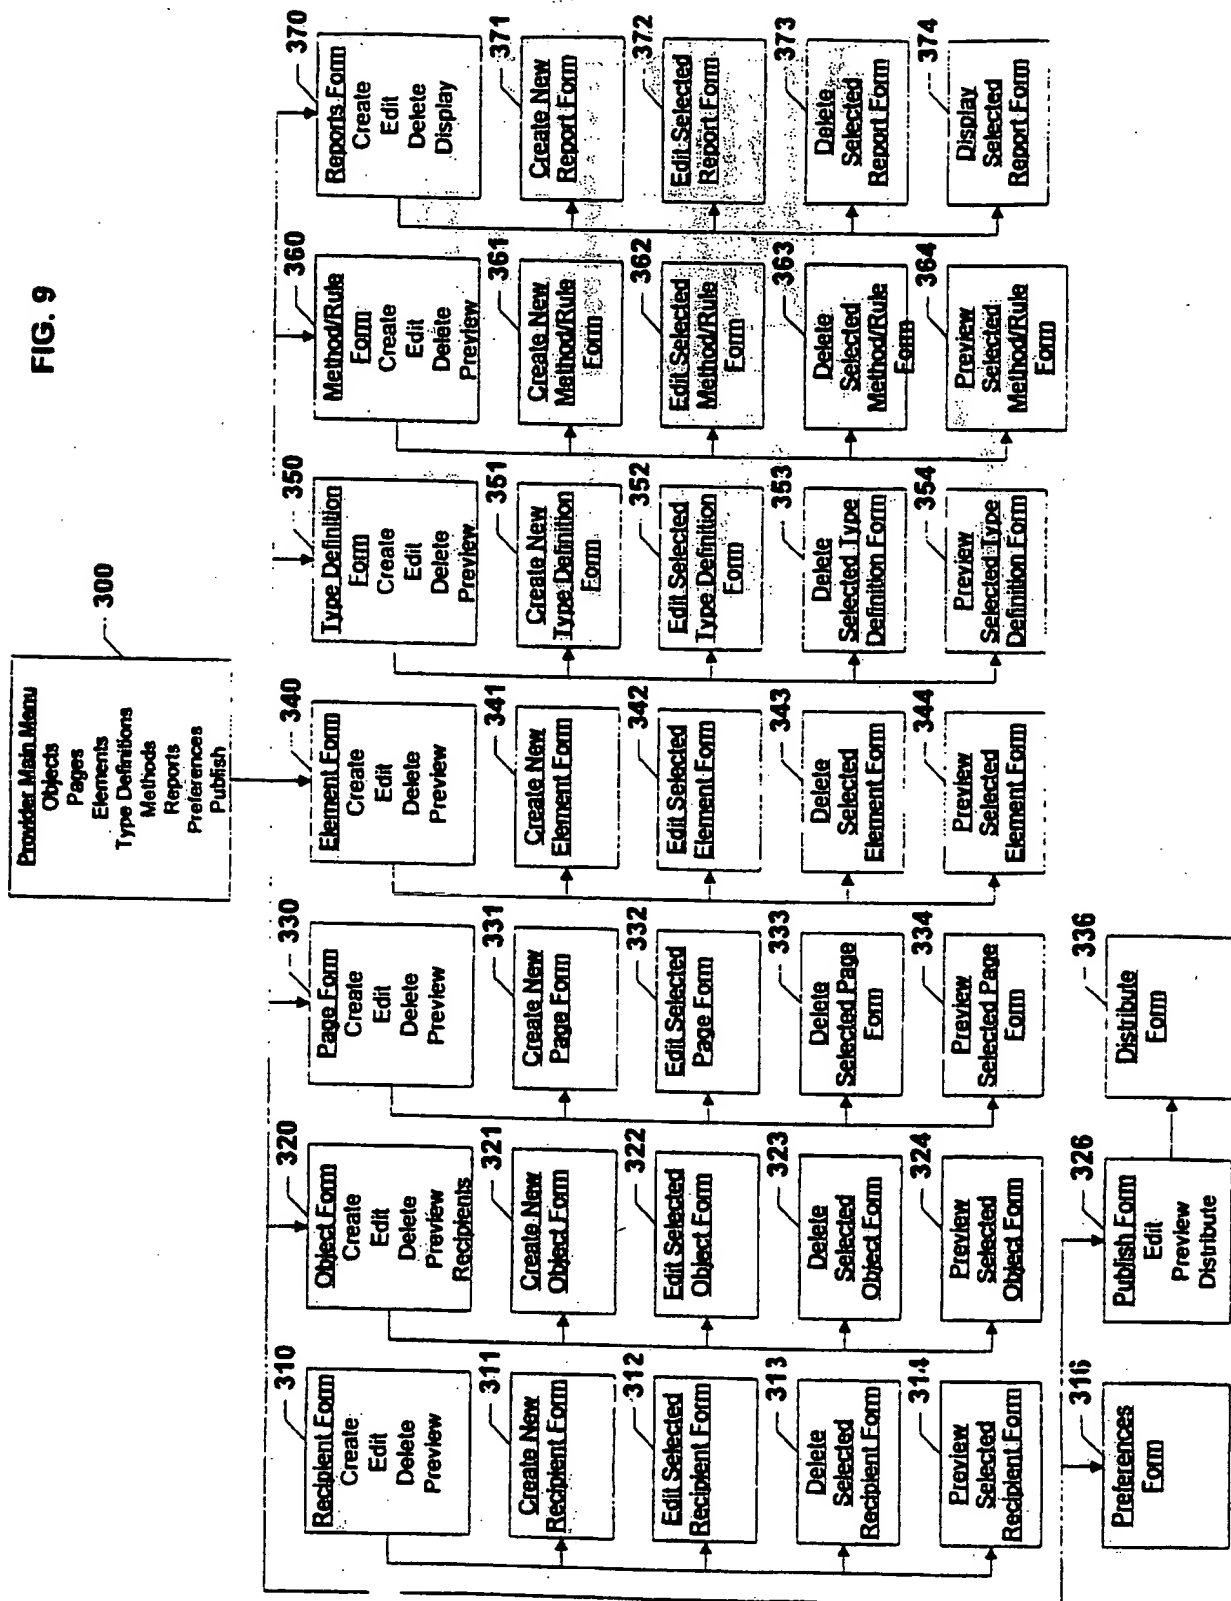 FIG. 9
300
Provider Main Menu
Objects
Pages
Elements
Type Definitions
Methods
Reports
Preferences
Publish
310
Recipient Form
Create
Edit
Delete
Preview
311
Create New
Recipient Form
312
Edit Selected
Recipient Form
313
Delete
Selected
Recipient Form
314
Preview
Selected
Recipient Form
316
Preferences
Form
320
Object Form
Create
Edit
Delete
Preview
Recipients
321
Create New
Object Form
322
Edit Selected
Object Form
323
Delete
Selected
Object Form
324
Preview
Selected
Object Form
326
Publish Form
Edit
Preview
Distribute
330
Page Form
Create
Edit
Delete
Preview
331
Create New
Page Form
332
Edit Selected
Page Form
333
Delete
Selected Page
Form
334
Preview
Selected Page
Form
336
Distribute
Form
340
Element Form
Create
Edit
Delete
Preview
341
Create New
Element Form
342
Edit Selected
Element Form
343
Delete
Selected
Element Form
344
Preview
Selected
Element Form
350
Type Definition
Form
Create
Edit
Delete
Preview
351
Create New
Type Definition
Form
352
Edit Selected
Type Definition
Form
353
Delete
Selected Type
Definition Form
354
Preview
Selected Type
Definition Form
360
Method/Rule
Form
Create
Edit
Delete
Preview
361
Create New
Method/Rule
Form
362
Edit Selected
Method/Rule
Form
363
Delete
Selected
Method/Rule
Form
364
Preview
Selected
Method/Rule
Form
370
Reports Form
Create
Edit
Delete
Display
371
Create New
Report Form
372
Edit Selected
Report Form
373
Delete
Selected
Report Form
374
Display
Selected
Report Form